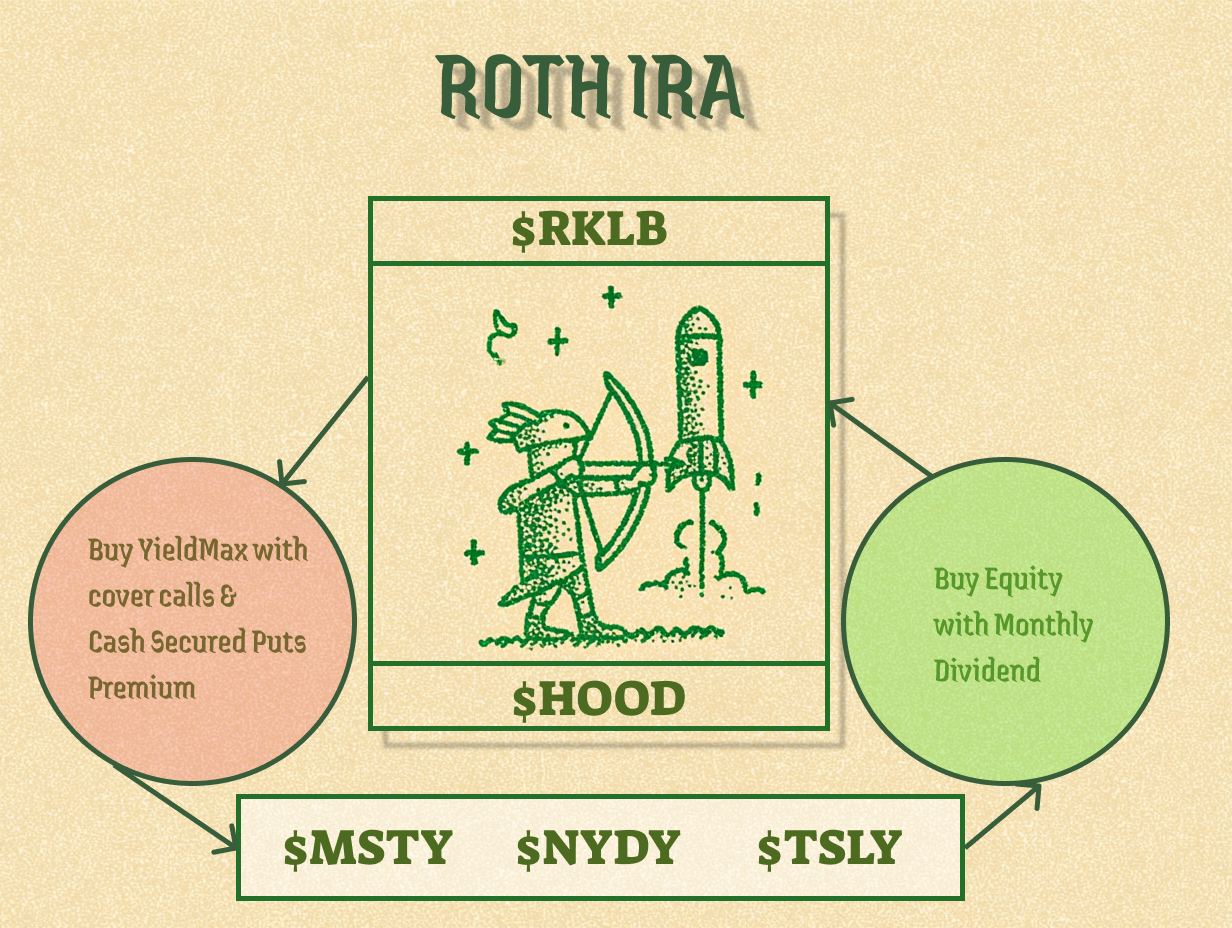 ROTH IRA
$RKLB
Buy YieldMax with
cover calls &
Cash Secured Puts
Premium
Buy Equity
with Monthly
Dividend
$HOOD
$MSTY $NYDY $TSLY